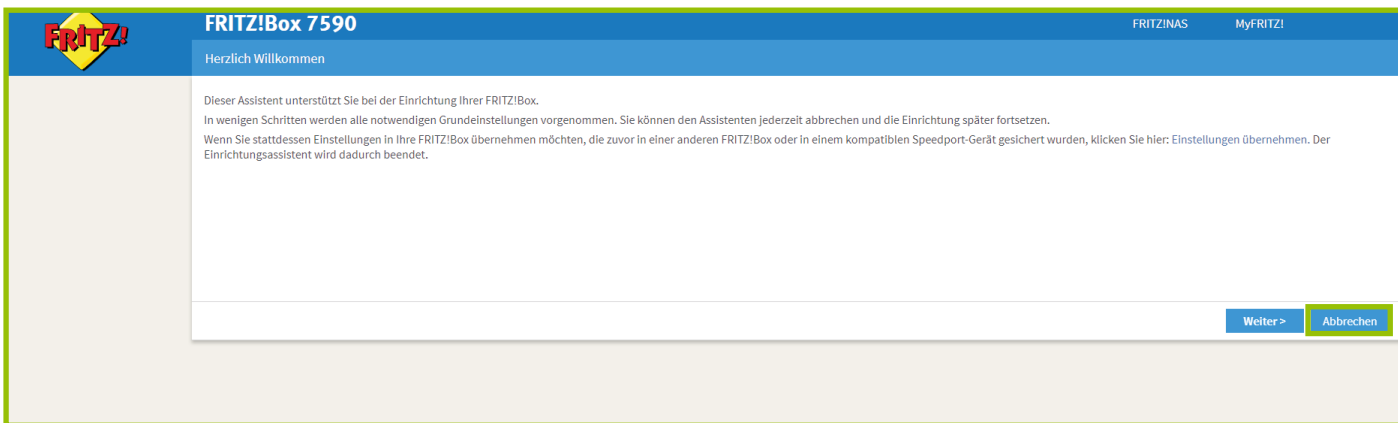 FRITZ!
FRITZ!Box 7590
FRITZ!NAS
MyFRITZ!
Herzlich Willkommen
Dieser Assistent unterstützt Sie bei der Einrichtung Ihrer FRITZ!Box.
In wenigen Schritten werden alle notwendigen Grundeinstellungen vorgenommen. Sie können den Assistenten jederzeit abbrechen und die Einrichtung später fortsetzen.
Wenn Sie stattdessen Einstellungen in Ihre FRITZ!Box übernehmen möchten, die zuvor in einer anderen FRITZ!Box oder in einem kompatiblen Speedport-Gerät gesichert wurden, klicken Sie hier: Einstellungen übernehmen. Der
Einrichtungsassistent wird dadurch beendet.
Weiter >
Abbrechen